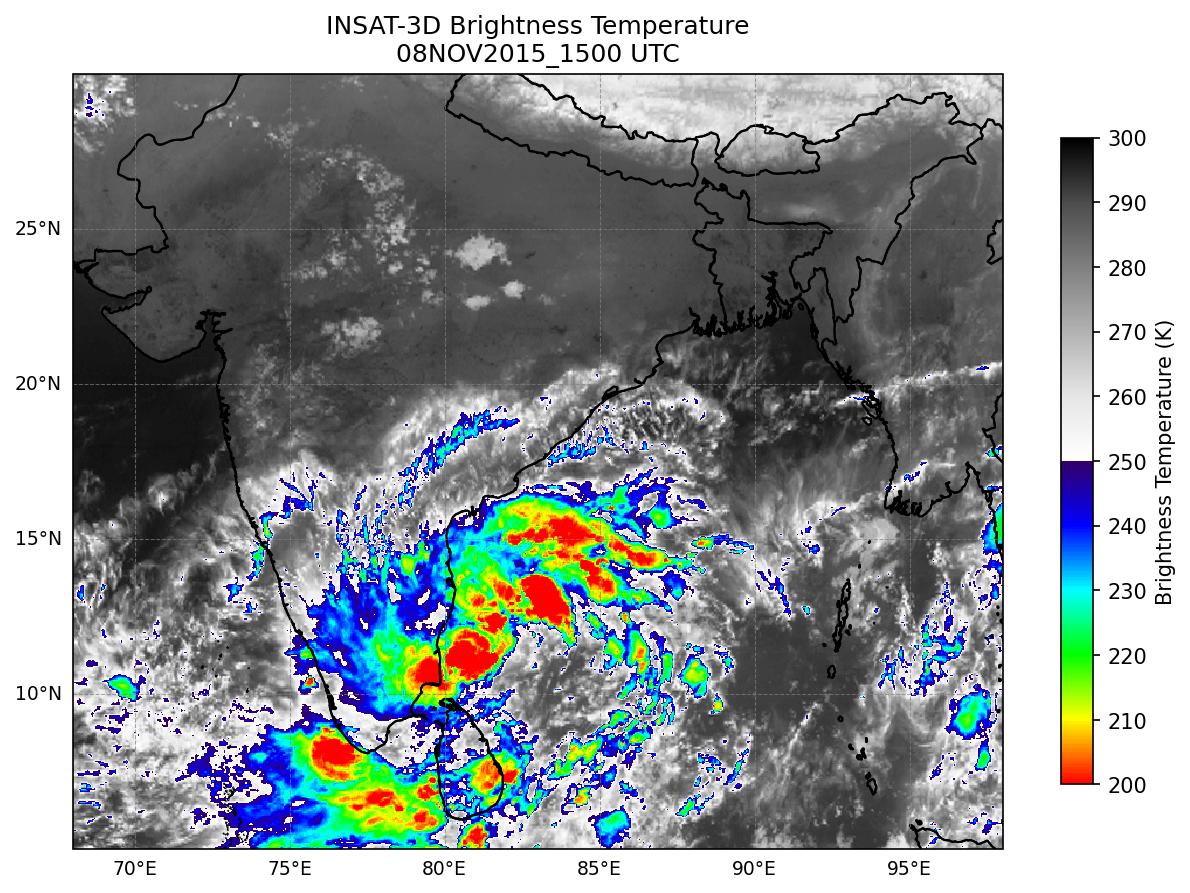 INSAT-3D Brightness Temperature
08NOV2015_1500 UTC
25°N
20°N
15°N
10°N
70°E
75°E
80°E
85°E
90°E
95°E
300
290
280
270
260
250
240
230
220
210
200
Brightness Temperature (K)